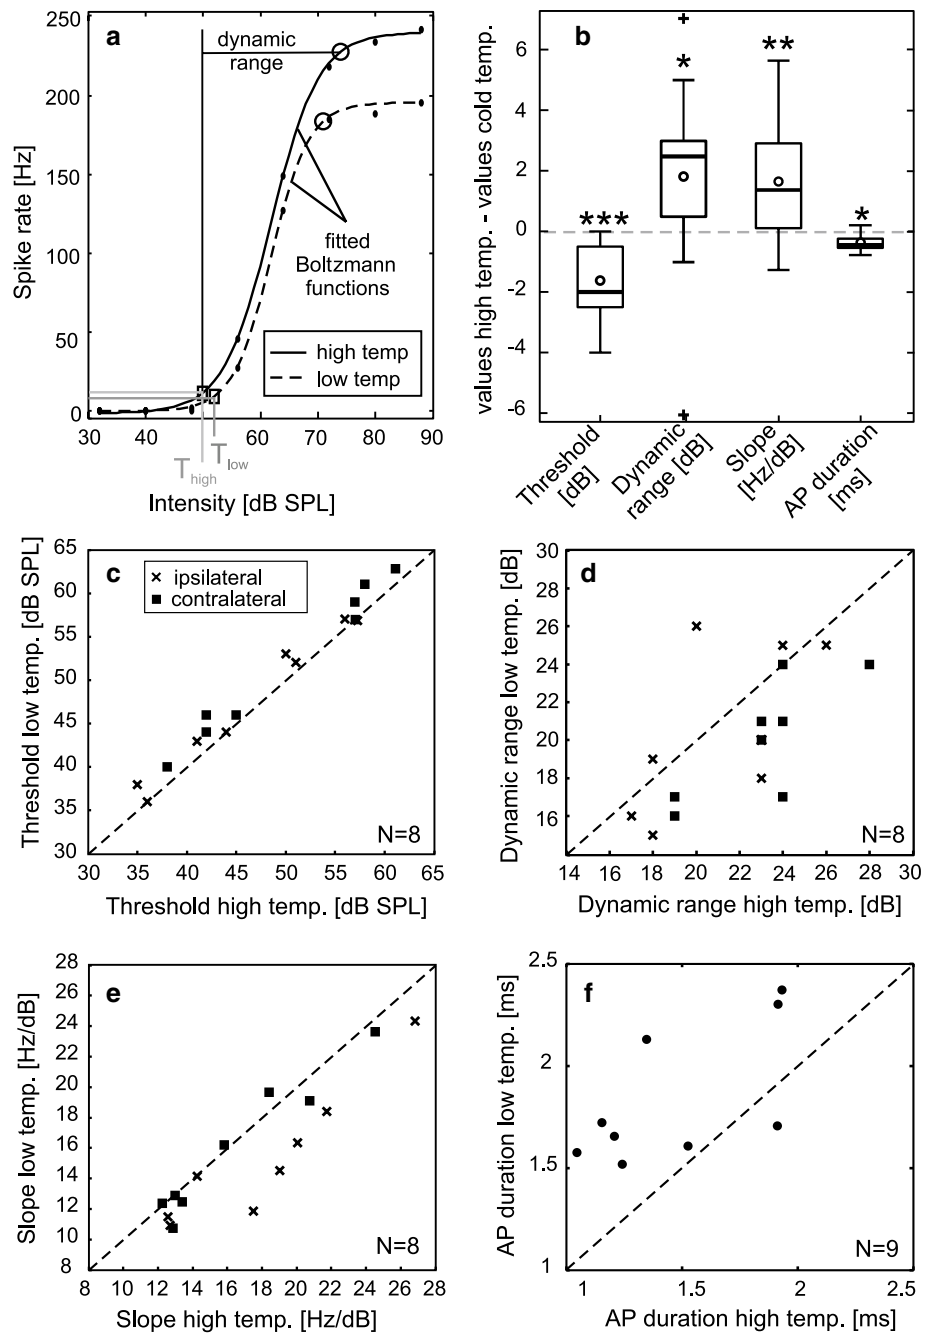 a
dynamic
range
fitted
Boltzmann
functions
high temp
low temp
Spike rate [Hz]
250
200
150
100
50
0
30 40 50 60 70 80 90
T high
T low
Intensity [dB SPL]
b
values high temp. - values cold temp.
6
4
2
0
-2
-4
-6
***
*
**
*
+
+
Threshold
[dB]
Dynamic
range [dB]
Slope
[Hz/dB]
AP duration
[ms]
c
× ipsilateral
■ contralateral
Threshold low temp. [dB SPL]
65
60
55
50
45
40
35
30
30 35 40 45 50 55 60 65
N=8
Threshold high temp. [dB SPL]
d
Dynamic range low temp. [dB]
30
28
26
24
22
20
18
16
14 16 18 20 22 24 26 28 30
N=8
Dynamic range high temp. [dB]
e
Slope low temp. [Hz/dB]
28
26
24
22
20
18
16
14
12
10
8
8 10 12 14 16 18 20 22 24 26 28
N=8
Slope high temp. [Hz/dB]
f
AP duration low temp. [ms]
2.5
2
1.5
1
1 1.5 2 2.5
N=9
AP duration high temp. [ms]